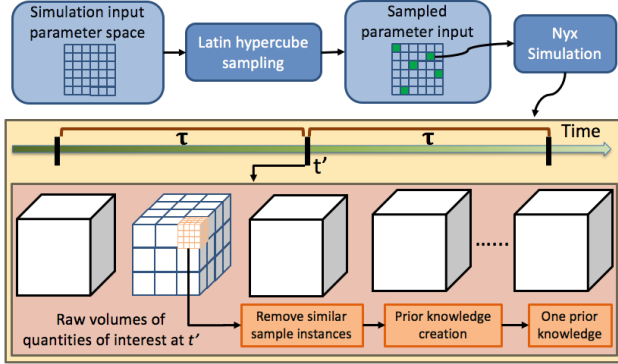 Simulation input
parameter space
Latin hypercube
sampling
Sampled
parameter input
Nyx
Simulation
τ
τ
Time
t'
......
Raw volumes of
quantities of interest at t'
Remove similar
sample instances
Prior knowledge
creation
One prior
knowledge